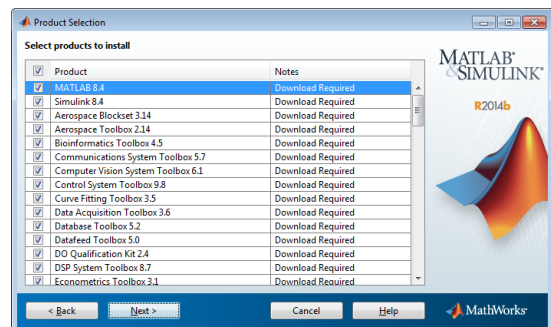 Product Selection
Select products to install
Product Notes
MATLAB 8.4 Download Required
Simulink 8.4 Download Required
Aerospace Blockset 3.14 Download Required
Aerospace Toolbox 2.14 Download Required
Bioinformatics Toolbox 4.5 Download Required
Communications System Toolbox 5.7 Download Required
Computer Vision System Toolbox 6.1 Download Required
Control System Toolbox 9.8 Download Required
Curve Fitting Toolbox 3.5 Download Required
Data Acquisition Toolbox 3.6 Download Required
Database Toolbox 5.2 Download Required
Datafeed Toolbox 5.0 Download Required
DO Qualification Kit 2.4 Download Required
DSP System Toolbox 8.7 Download Required
Econometrics Toolbox 3.1 Download Required
MATLAB®
&SIMULINK®
R2014b
< Back Next > Cancel Help
MathWorks®